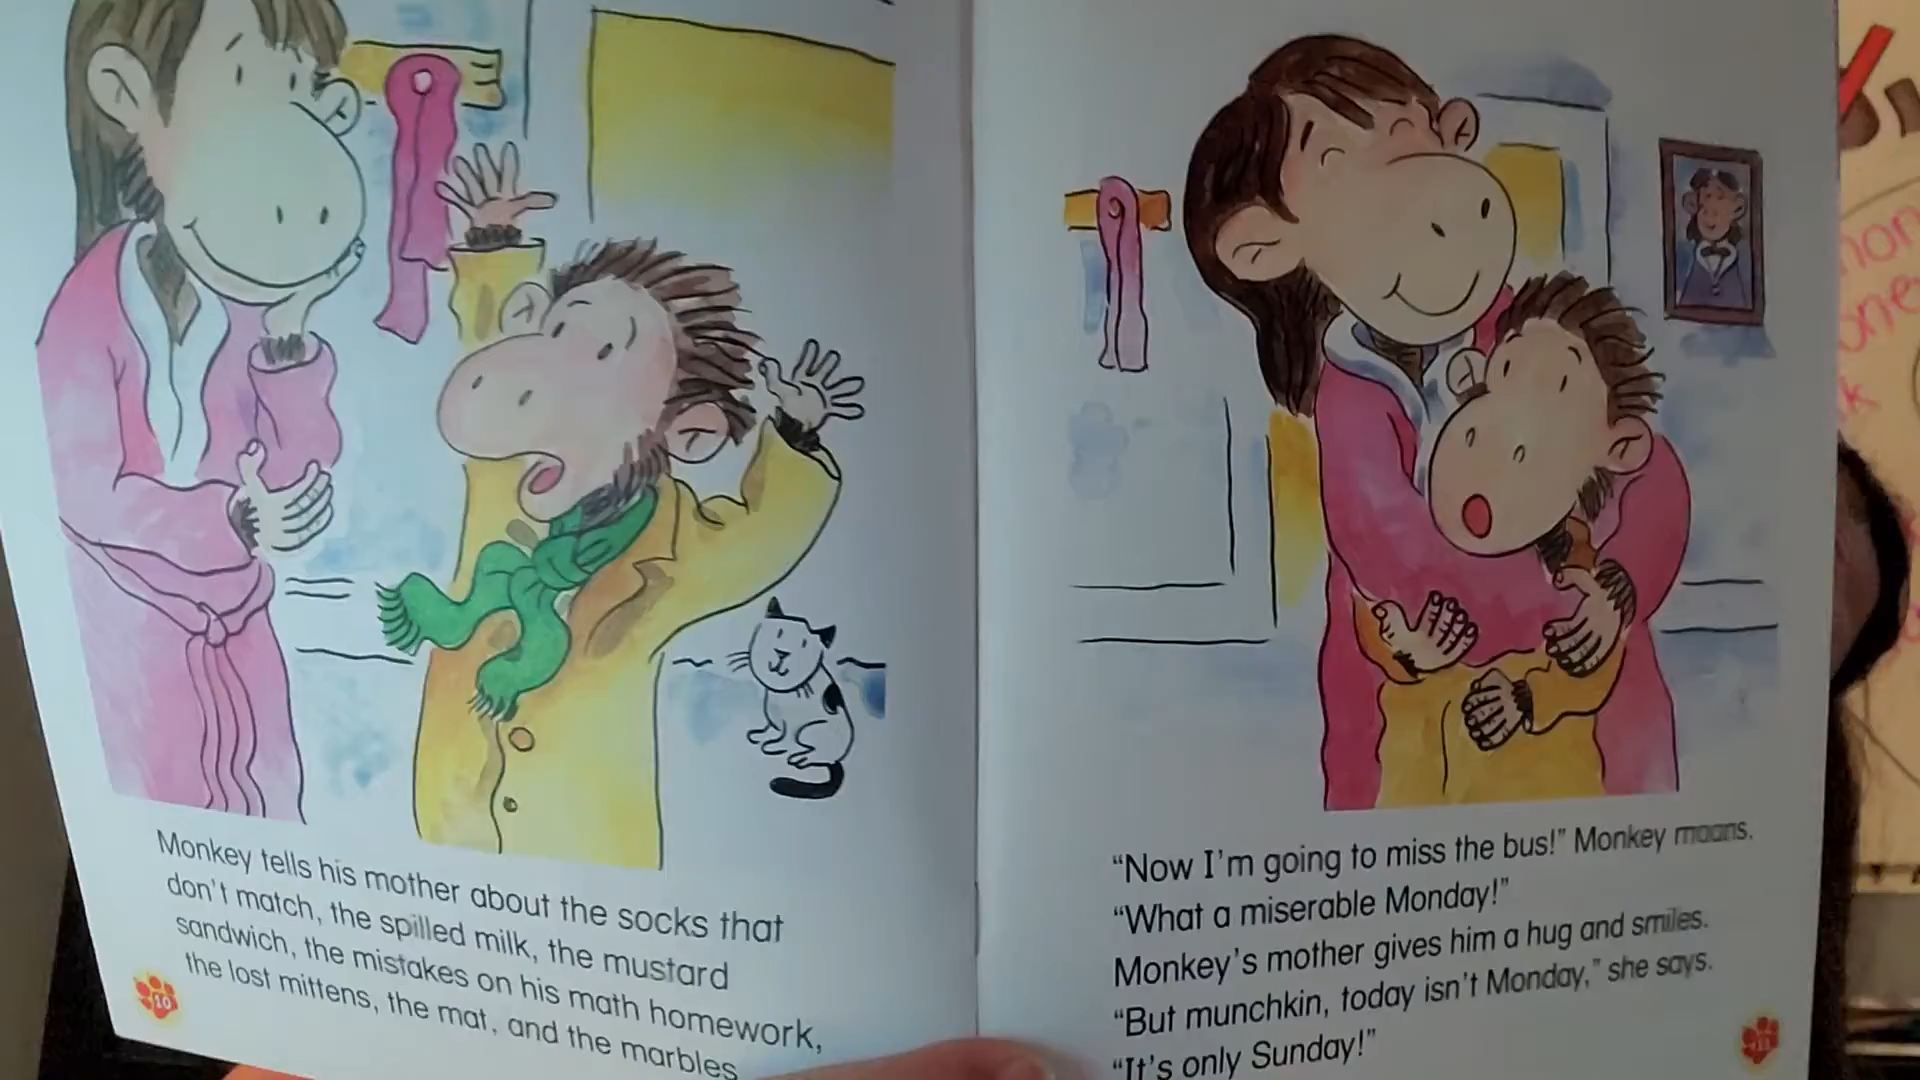 Monkey tells his mother about the socks that
don't match, the spilled milk, the mustard
sandwich, the mistakes on his math homework,
the lost mittens, the mat, and the marbles
10
"Now I'm going to miss the bus!" Monkey moans.
"What a miserable Monday!"
Monkey's mother gives him a hug and smiles.
"But munchkin, today isn't Monday," she says.
"It's only Sunday!"
11